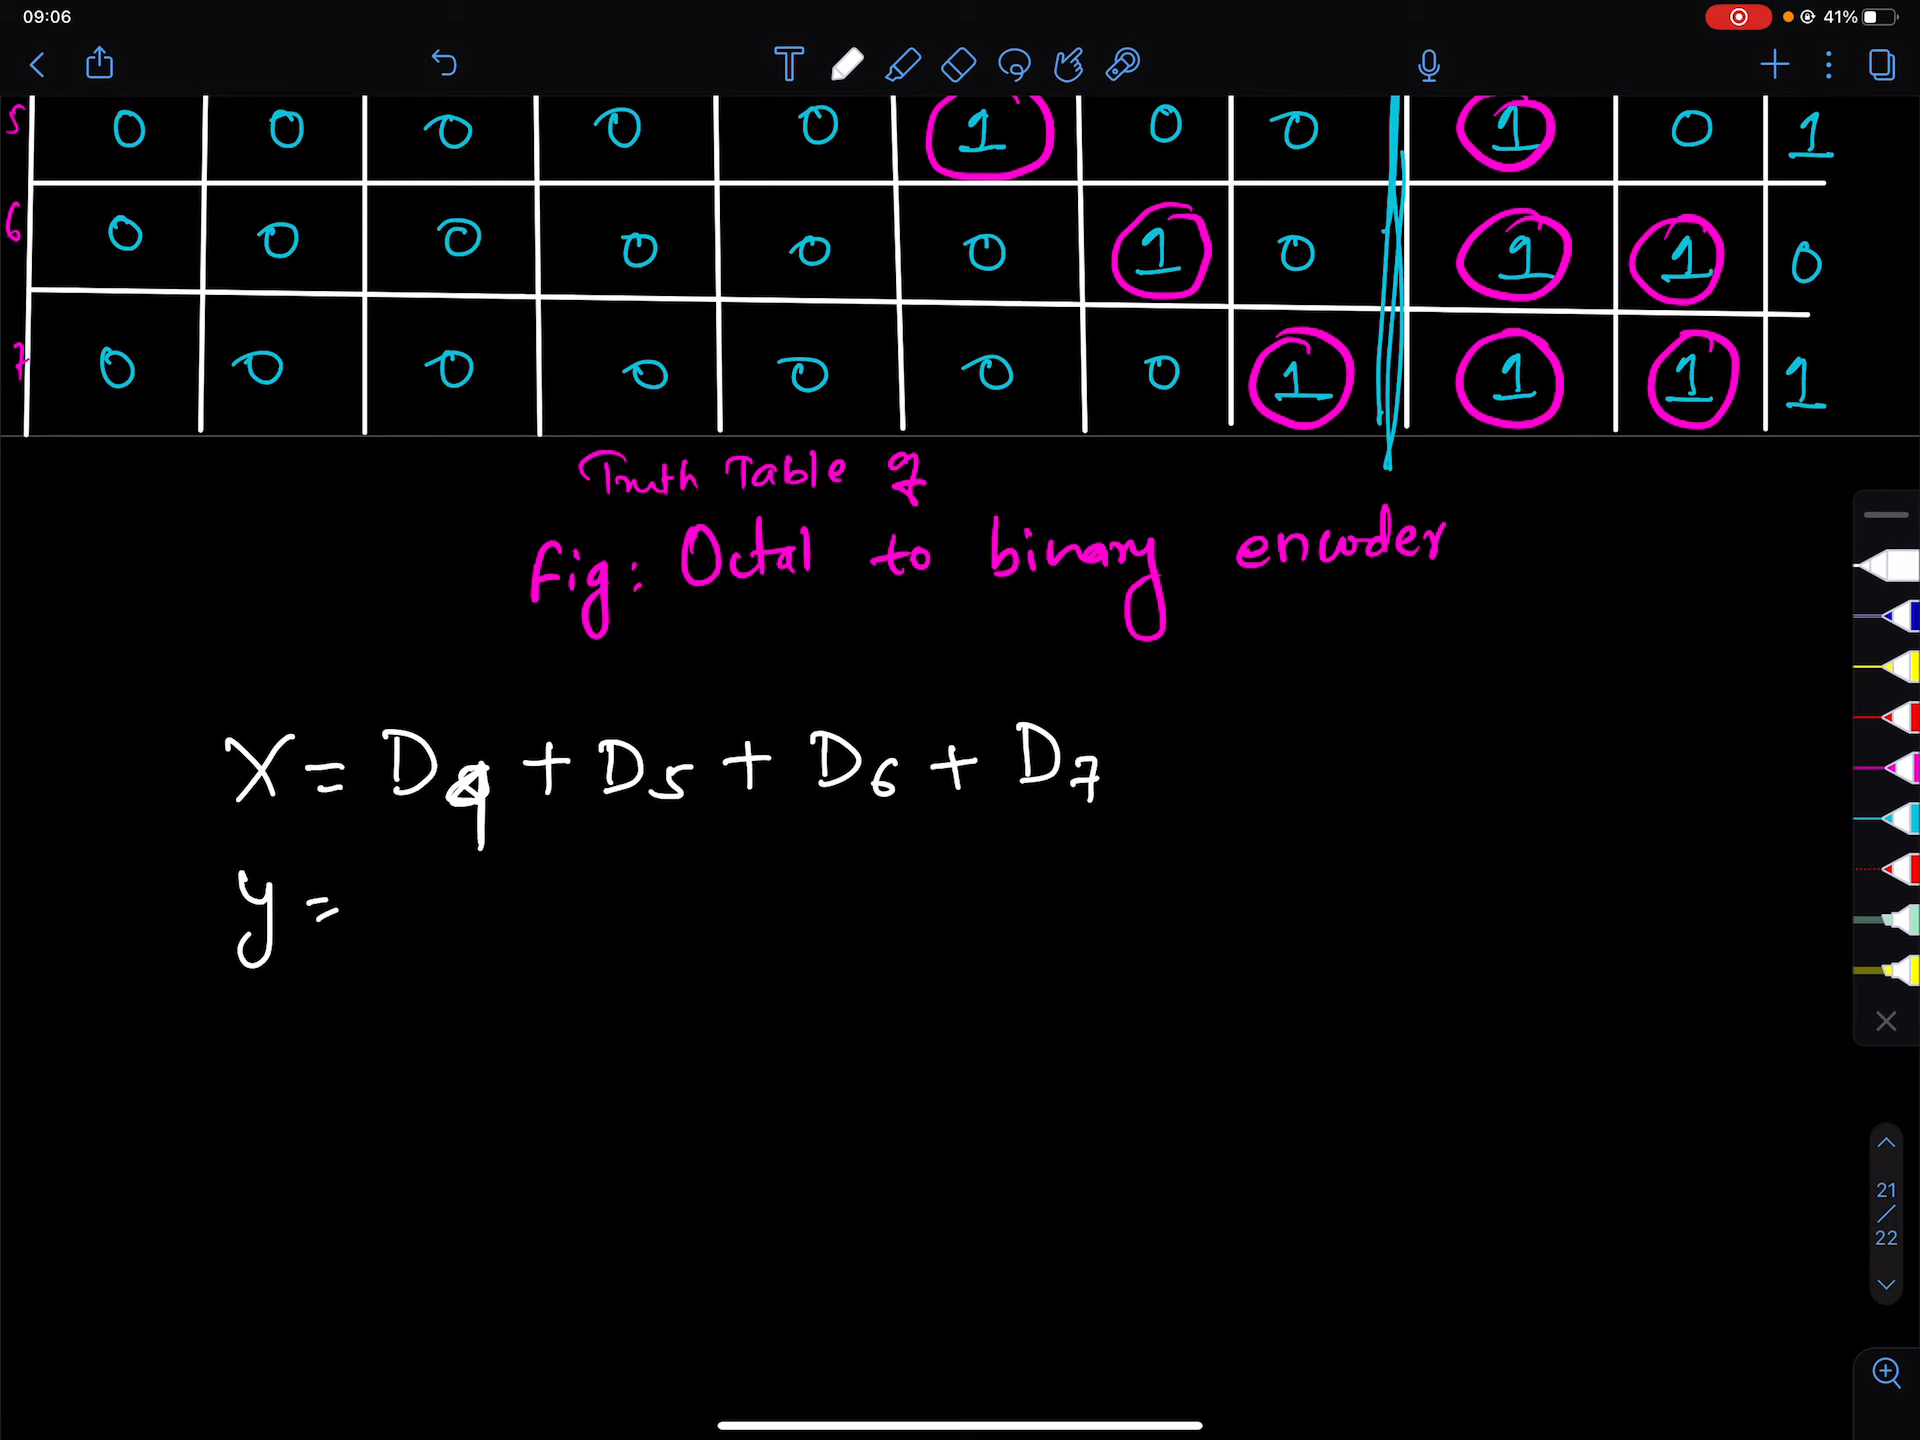 09:06 41%
5 0 0 0 0 0 1 0 0 1 0 1
6 0 0 0 0 0 0 1 0 1 1 0
7 0 0 0 0 0 0 0 1 1 1 1
Truth Table of
Fig: Octal to binary encoder
X = D4 + D5 + D6 + D7
y =
21
/
22